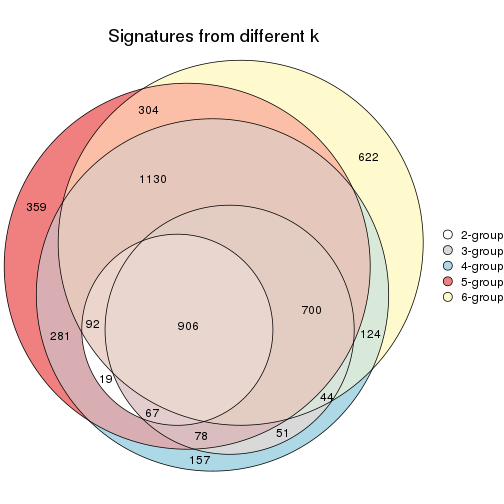 Signatures from different k
304
622
1130
359
2-group
3-group
4-group
5-group
6-group
700
92
906
124
281
19
44
67
78
51
157